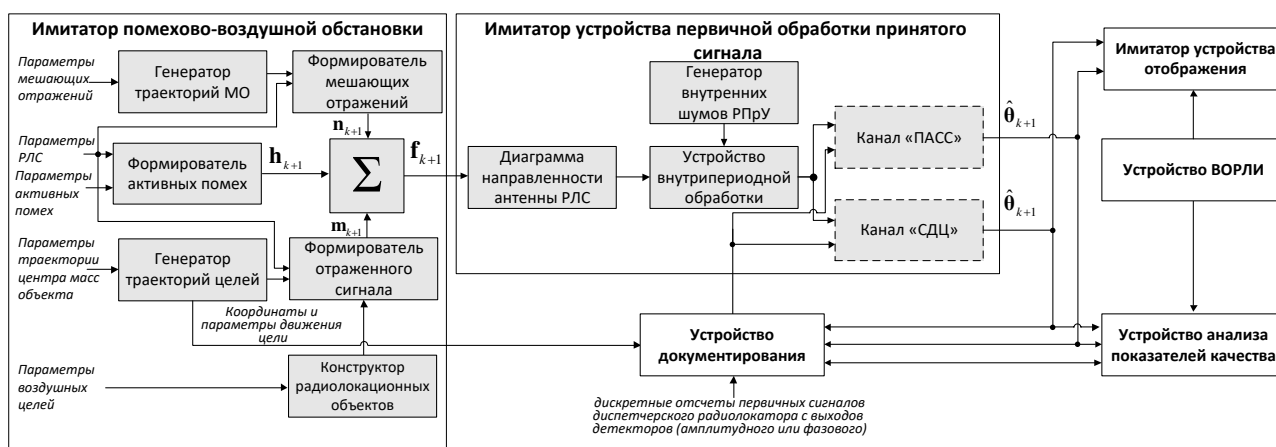 Имитатор помехово-воздушной обстановки
Параметры
мешающих
отражений
Генератор
траекторий МО
Формирователь
мешающих
отражений
n k+1
Параметры
РЛС
Параметры
активных
помех
Формирователь
активных помех
h k+1
Σ
f k+1
m k+1
Параметры
траектории
центра масс
объекта
Генератор
траекторий целей
Формирователь
отраженного
сигнала
Координаты и
параметры движения
цели
Параметры
воздушных
целей
Конструктор
радиолокационных
объектов
Имитатор устройства первичной обработки принятого
сигнала
Генератор
внутренних
шумов РПрУ
Диаграмма
направленности
антенны РЛС
Устройство
внутрипериодной
обработки
Канал «ПАСС»
θ̂ k+1
Канал «СДЦ»
θ̂ k+1
Имитатор устройства
отображения
Устройство ВОРЛИ
Устройство
документирования
Устройство анализа
показателей качества
дискретные отсчеты первичных сигналов
диспетчерского радиолокатора с выходов
детекторов (амплитудного или фазового)